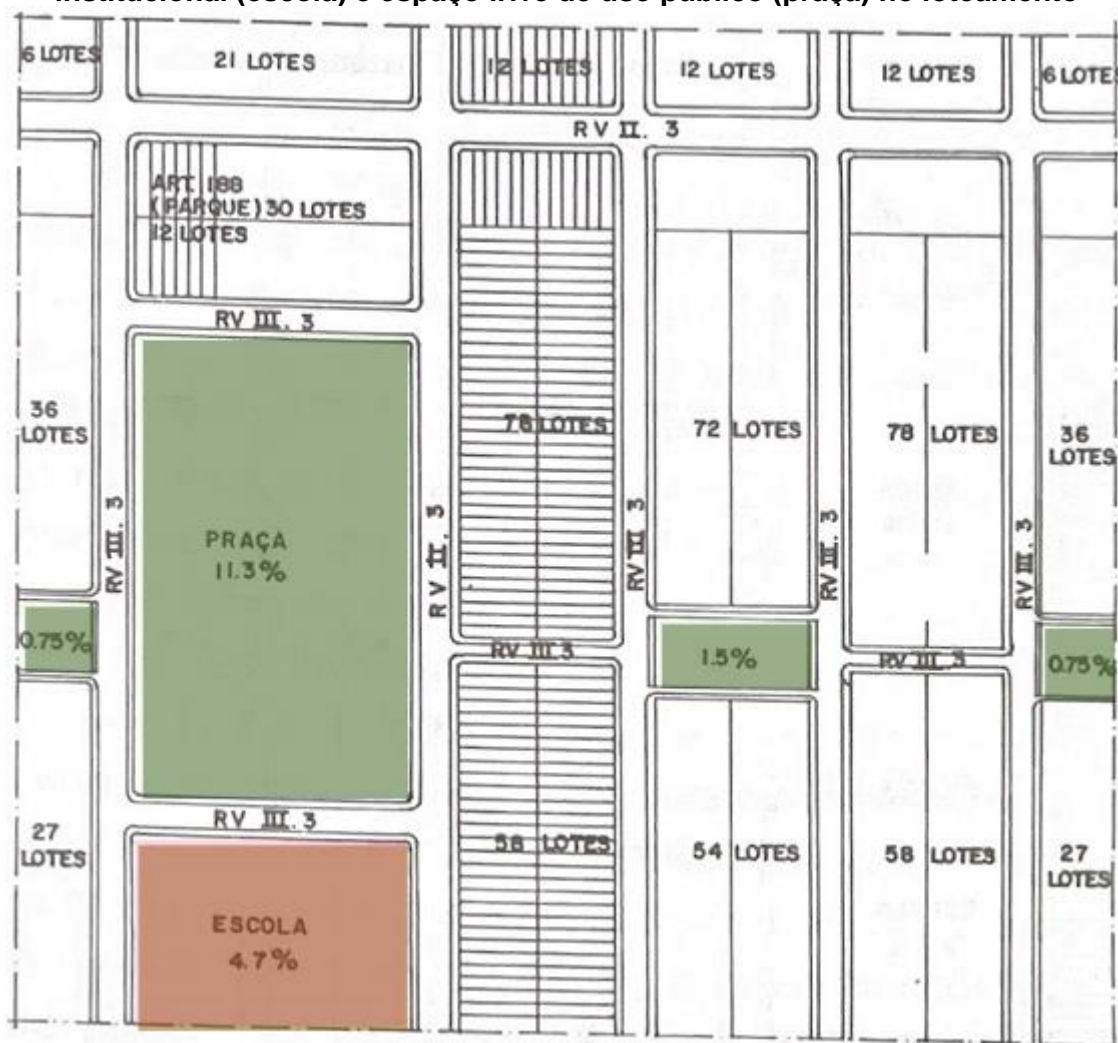 institucional (escola) e espaço livre de uso público (praça) no loteamento
6 LOTES
21 LOTES
12 LOTES
12 LOTES
12 LOTES
6 LOTES
RV II. 3
ART. 188
(PARQUE) 30 LOTES
12 LOTES
RV III. 3
36
LOTES
78 LOTES
72 LOTES
78 LOTES
36
LOTES
RV III. 3
PRAÇA
11.3%
RV II. 3
RV III. 3
RV III. 3
RV III. 3
0.75%
RV III.3
1.5%
RV III.3
0.75%
RV III. 3
27
LOTES
58 LOTES
54 LOTES
58 LOTES
27
LOTES
ESCOLA
4.7%